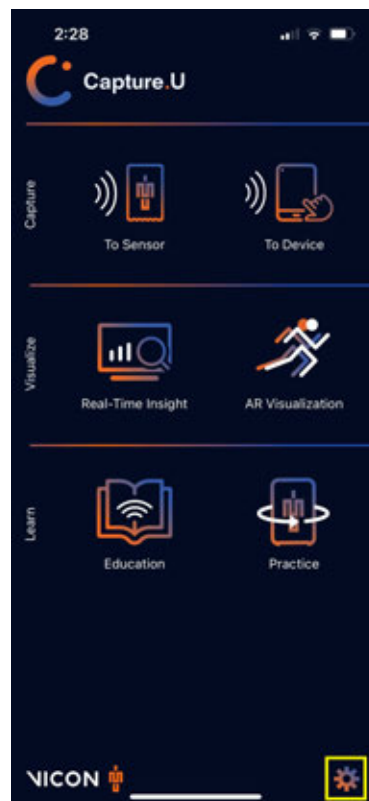 2:28
Capture.U
Capture
To Sensor
To Device
Visualize
Real-Time Insight
AR Visualization
Learn
Education
Practice
VICON